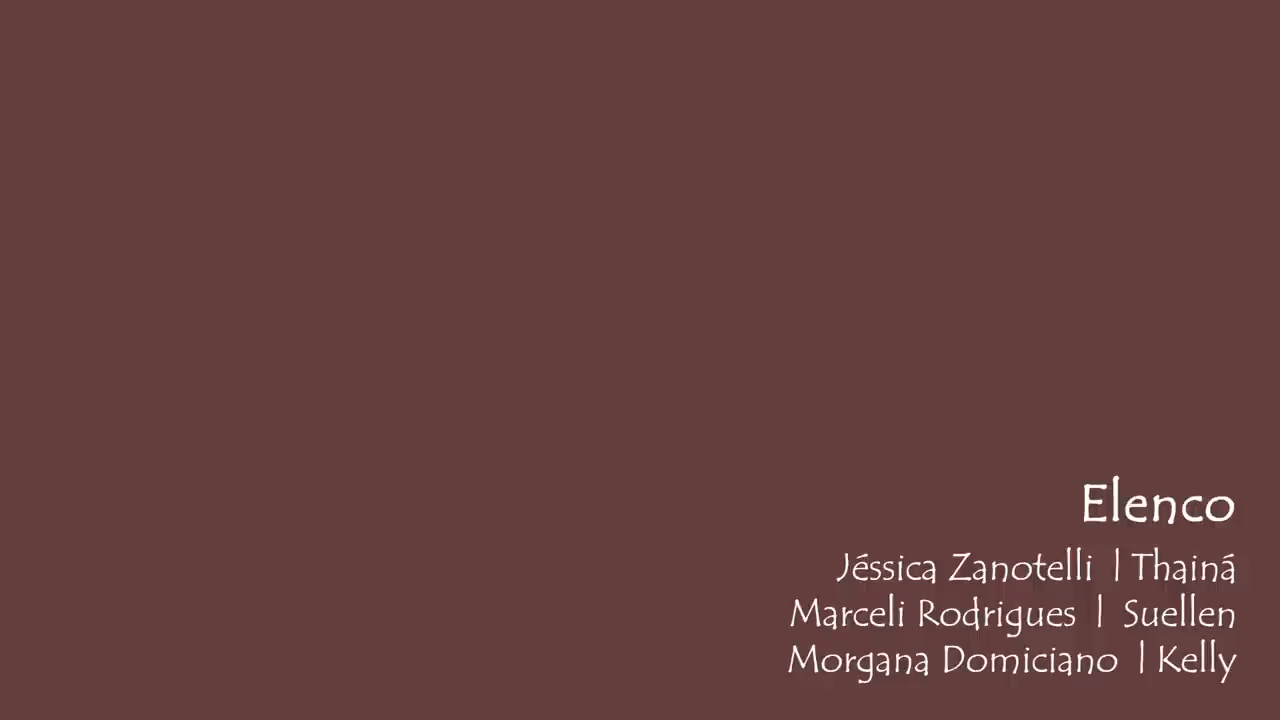 Elenco
Jéssica Zanotelli | Thainá
Marceli Rodrigues | Suellen
Morgana Domiciano | Kelly